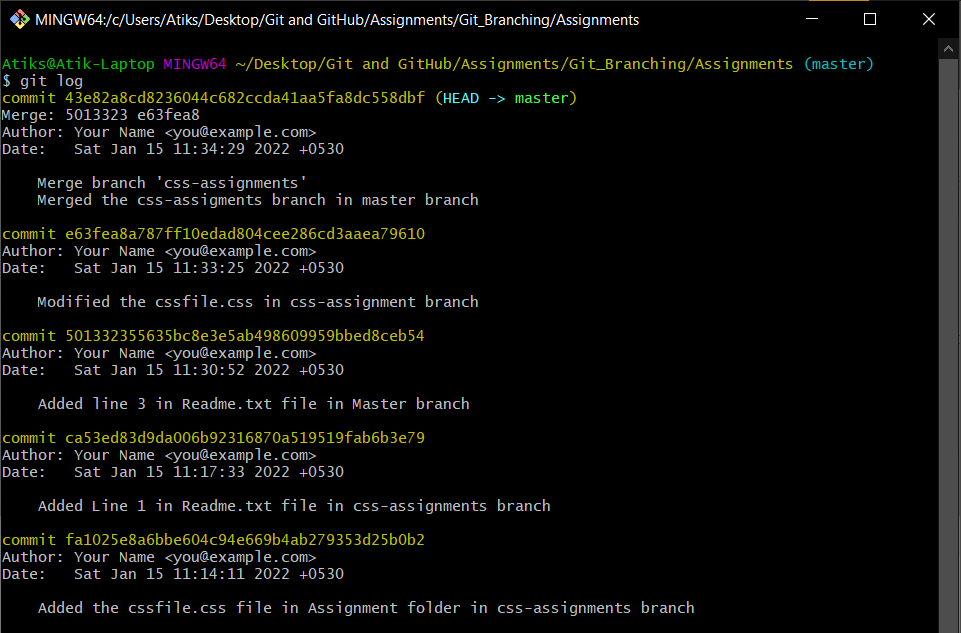 MINGW64:/c/Users/Atiks/Desktop/Git and GitHub/Assignments/Git_Branching/Assignments
Atiks@Atik-Laptop MINGW64 ~/Desktop/Git and GitHub/Assignments/Git_Branching/Assignments (master)
$ git log
commit 43e82a8cd8236044c682ccda41aa5fa8dc558dbf (HEAD -> master)
Merge: 5013323 e63fea8
Author: Your Name <you@example.com>
Date:   Sat Jan 15 11:34:29 2022 +0530
    Merge branch 'css-assignments'
    Merged the css-assigments branch in master branch
commit e63fea8a787ff10edad804cee286cd3aaea79610
Author: Your Name <you@example.com>
Date:   Sat Jan 15 11:33:25 2022 +0530
    Modified the cssfile.css in css-assignment branch
commit 501332355635bc8e3e5ab498609959bbed8ceb54
Author: Your Name <you@example.com>
Date:   Sat Jan 15 11:30:52 2022 +0530
    Added line 3 in Readme.txt file in Master branch
commit ca53ed83d9da006b92316870a519519fab6b3e79
Author: Your Name <you@example.com>
Date:   Sat Jan 15 11:17:33 2022 +0530
    Added Line 1 in Readme.txt file in css-assignments branch
commit fa1025e8a6bbe604c94e669b4ab279353d25b0b2
Author: Your Name <you@example.com>
Date:   Sat Jan 15 11:14:11 2022 +0530
    Added the cssfile.css file in Assignment folder in css-assignments branch